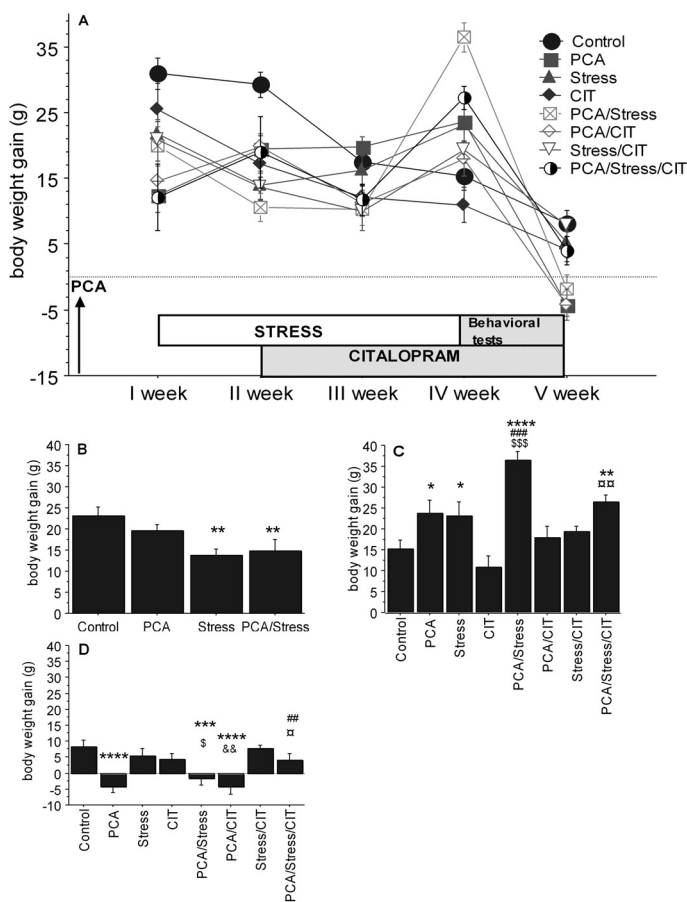 A
body weight gain (g)
35
25
15
5
-5
-15
Control
PCA
Stress
CIT
PCA/Stress
PCA/CIT
Stress/CIT
PCA/Stress/CIT
PCA
STRESS
Behavioral
tests
CITALOPRAM
I week
II week
III week
IV week
V week
B
body weight gain (g)
40
35
30
25
20
15
10
5
0
** **
Control PCA Stress PCA/Stress
C
body weight gain (g)
40
35
30
25
20
15
10
5
0
* *
****
###
$$$
**
¤¤
Control
PCA
Stress
CIT
PCA/Stress
PCA/CIT
Stress/CIT
PCA/Stress/CIT
D
body weight gain (g)
40
35
30
25
20
15
10
5
0
-5
-10
****
***
$
****
&&
##
¤
Control
PCA
Stress
CIT
PCA/Stress
PCA/CIT
Stress/CIT
PCA/Stress/CIT